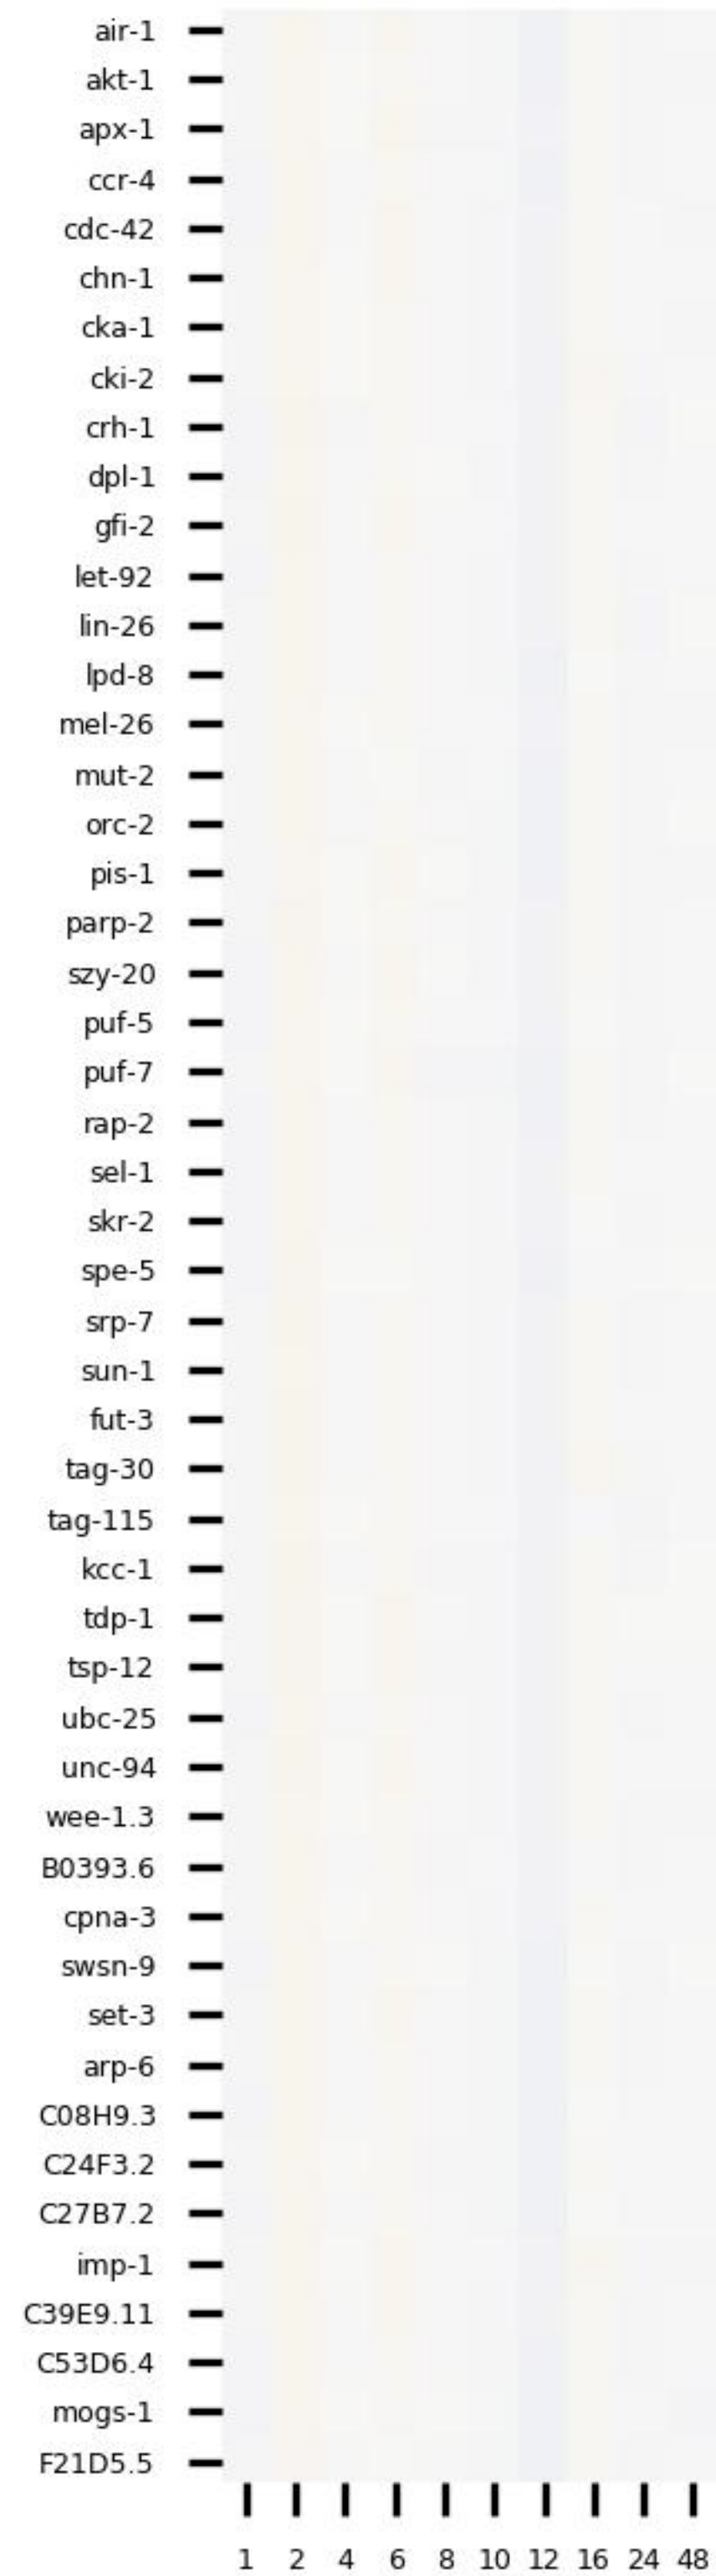 air-1
akt-1
apx-1
ccr-4
cdc-42
chn-1
cka-1
cki-2
crh-1
dpl-1
gfi-2
let-92
lin-26
lpd-8
mel-26
mut-2
orc-2
pis-1
parp-2
szy-20
puf-5
puf-7
rap-2
sel-1
skr-2
spe-5
srp-7
sun-1
fut-3
tag-30
tag-115
kcc-1
tdp-1
tsp-12
ubc-25
unc-94
wee-1.3
B0393.6
cpna-3
swsn-9
set-3
arp-6
C08H9.3
C24F3.2
C27B7.2
imp-1
C39E9.11
C53D6.4
mogs-1
F21D5.5
1 2 4 6 8 10 12 16 24 48